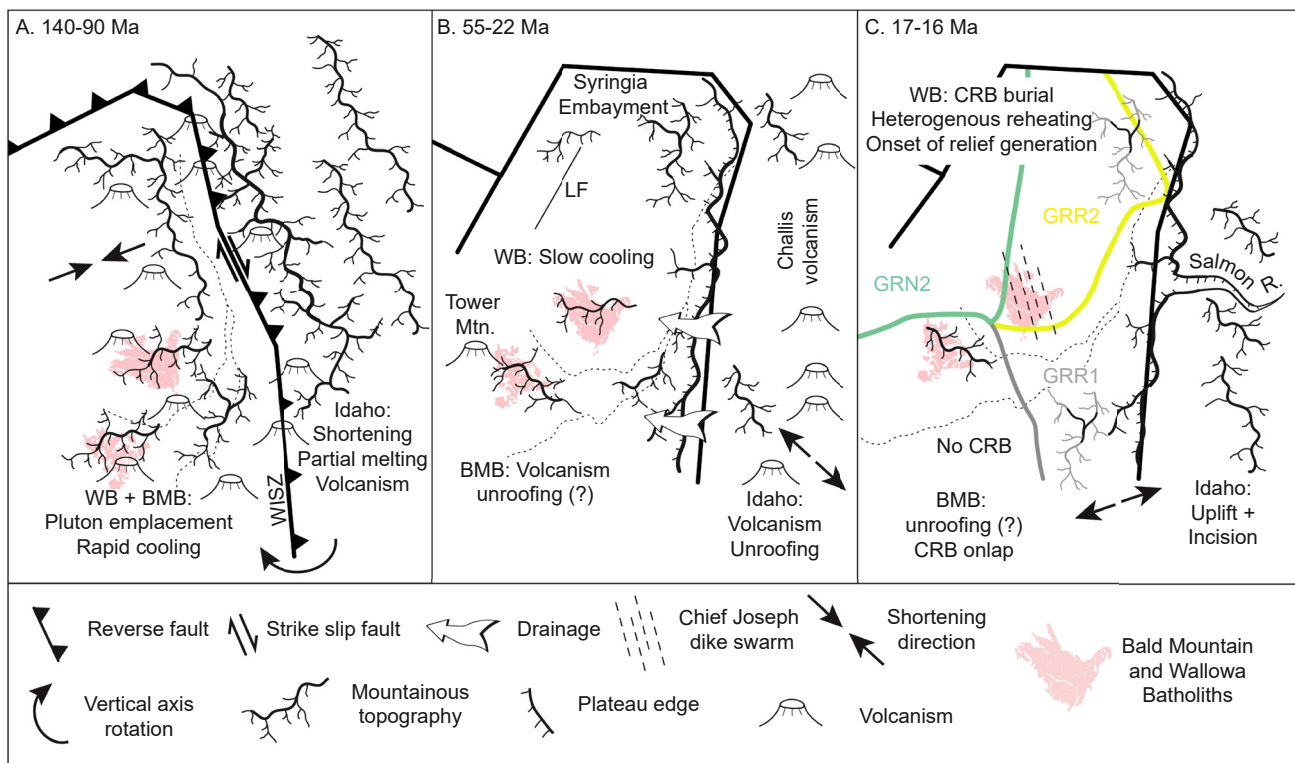 A. 140-90 Ma
Idaho:
Shortening
Partial melting
Volcanism
WISZ
WB + BMB:
Pluton emplacement
Rapid cooling
B. 55-22 Ma
Syringia
Embayment
LF
WB: Slow cooling
Challis
volcanism
Tower
Mtn.
BMB: Volcanism
unroofing (?)
Idaho:
Volcanism
Unroofing
C. 17-16 Ma
WB: CRB burial
Heterogenous reheating
Onset of relief generation
GRR2
GRN2
Salmon R.
GRR1
No CRB
BMB:
unroofing (?)
CRB onlap
Idaho:
Uplift +
Incision
Reverse fault
Strike slip fault
Drainage
Chief Joseph
dike swarm
Shortening
direction
Bald Mountain
and Wallowa
Batholiths
Vertical axis
rotation
Mountainous
topography
Plateau edge
Volcanism